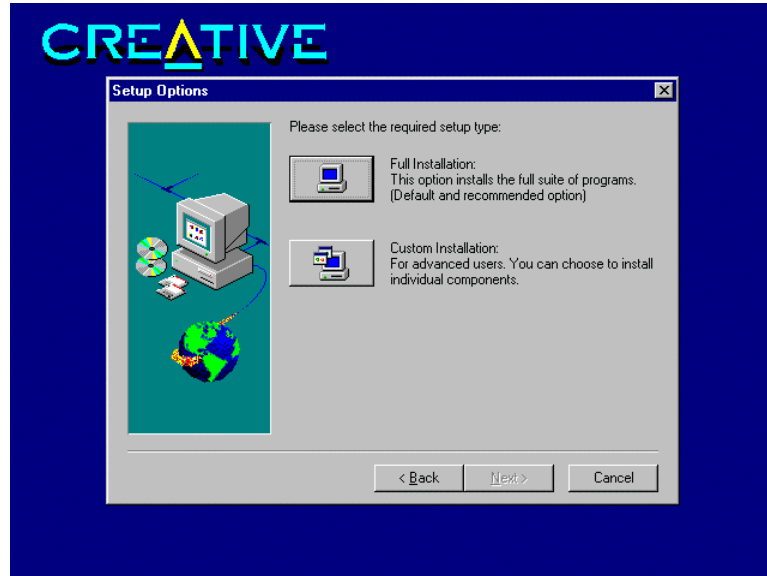 CREATIVE
Setup Options
Please select the required setup type:
Full Installation:
This option installs the full suite of programs.
(Default and recommended option)
Custom Installation:
For advanced users. You can choose to install
individual components.
< Back
Next >
Cancel